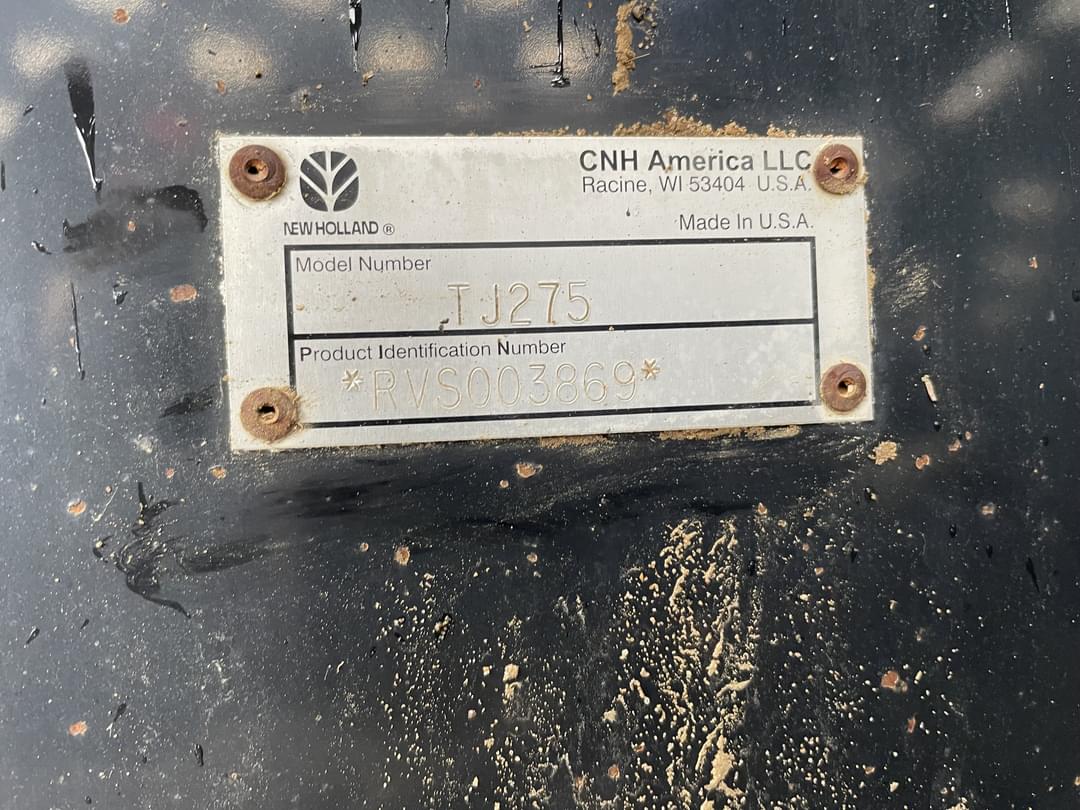 NEW HOLLAND ®
CNH America LLC
Racine, WI 53404 U.S.A.
Made In U.S.A.
Model Number
TJ275
Product Identification Number
*RVS003869*